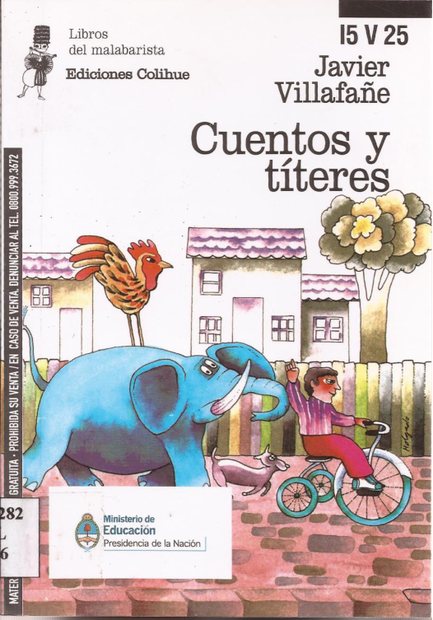 Libros
del malabarista
Ediciones Colihue
15 V 25
Javier
Villafañe
Cuentos y
títeres
MATER GRATUITA - PROHIBIDA SU VENTA / EN CASO DE VENTA, DENUNCIAR AL TEL. 0800.999.3672
282
L
6
Ministerio de
Educación
Presidencia de la Nación